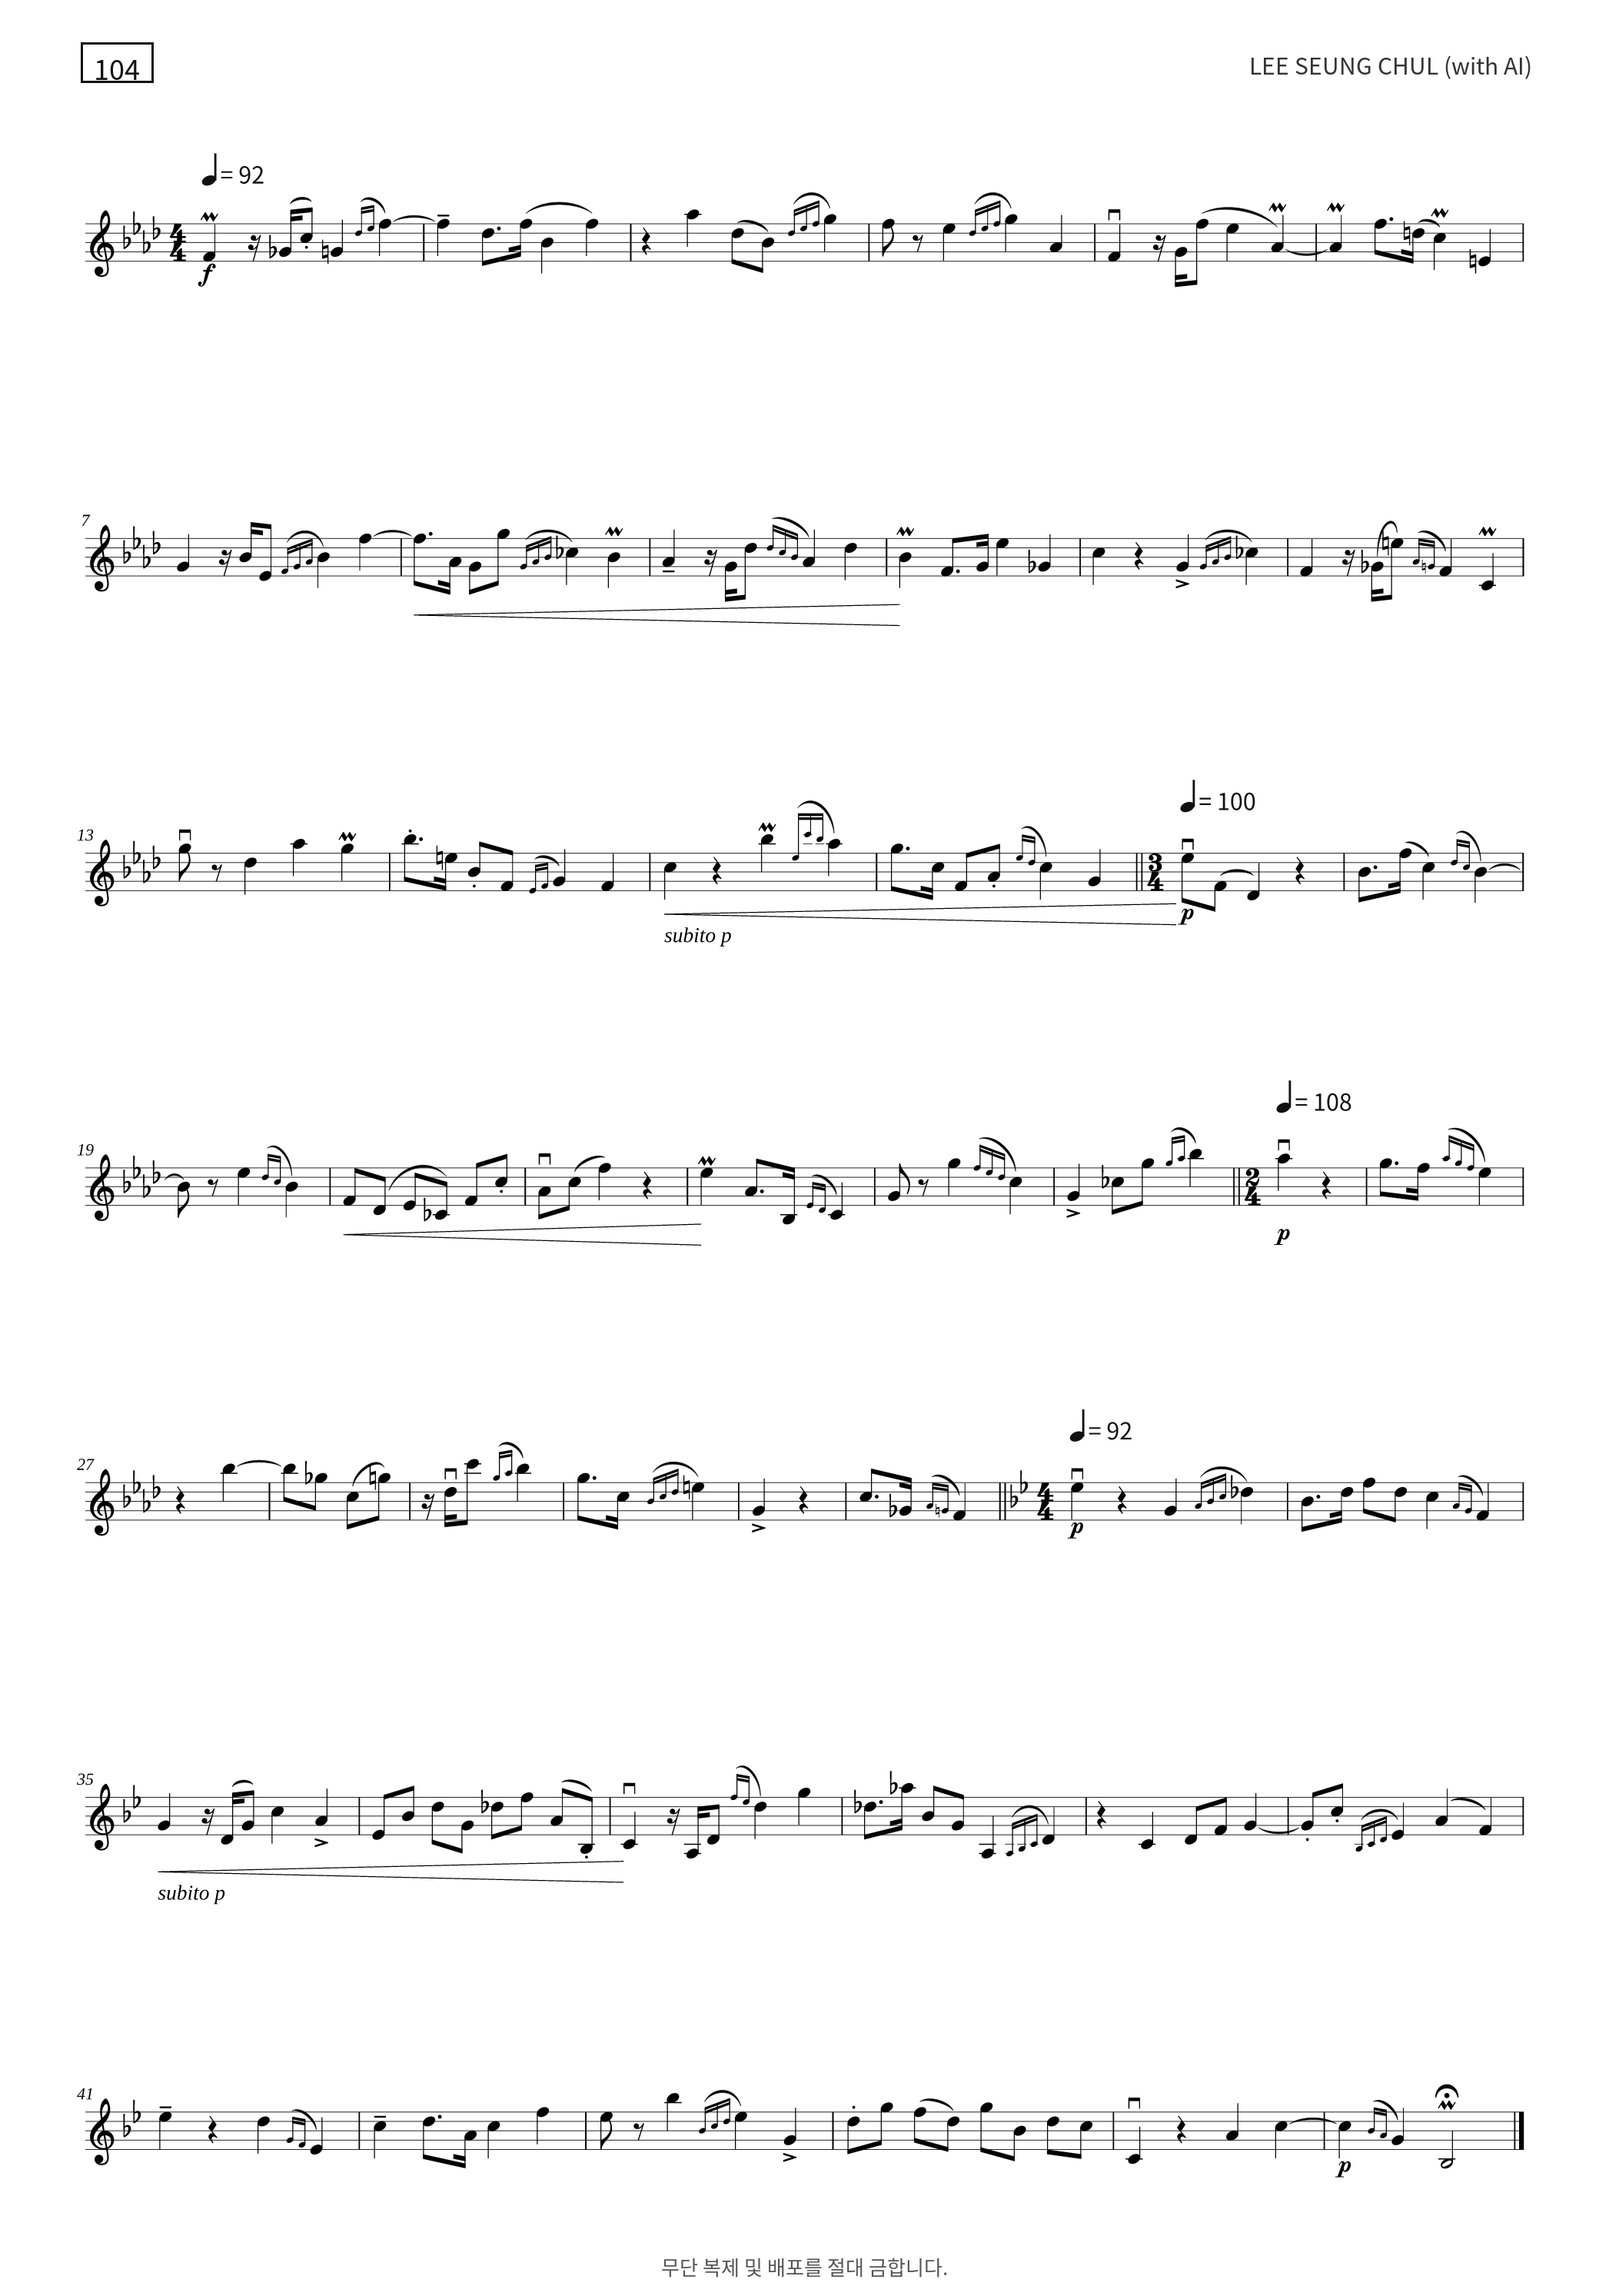 104
LEE SEUNG CHUL (with AI)
= 92
f
7
13
= 100
subito p
p
19
= 108
p
27
= 92
p
35
subito p
41
p
무단 복제 및 배포를 절대 금합니다.